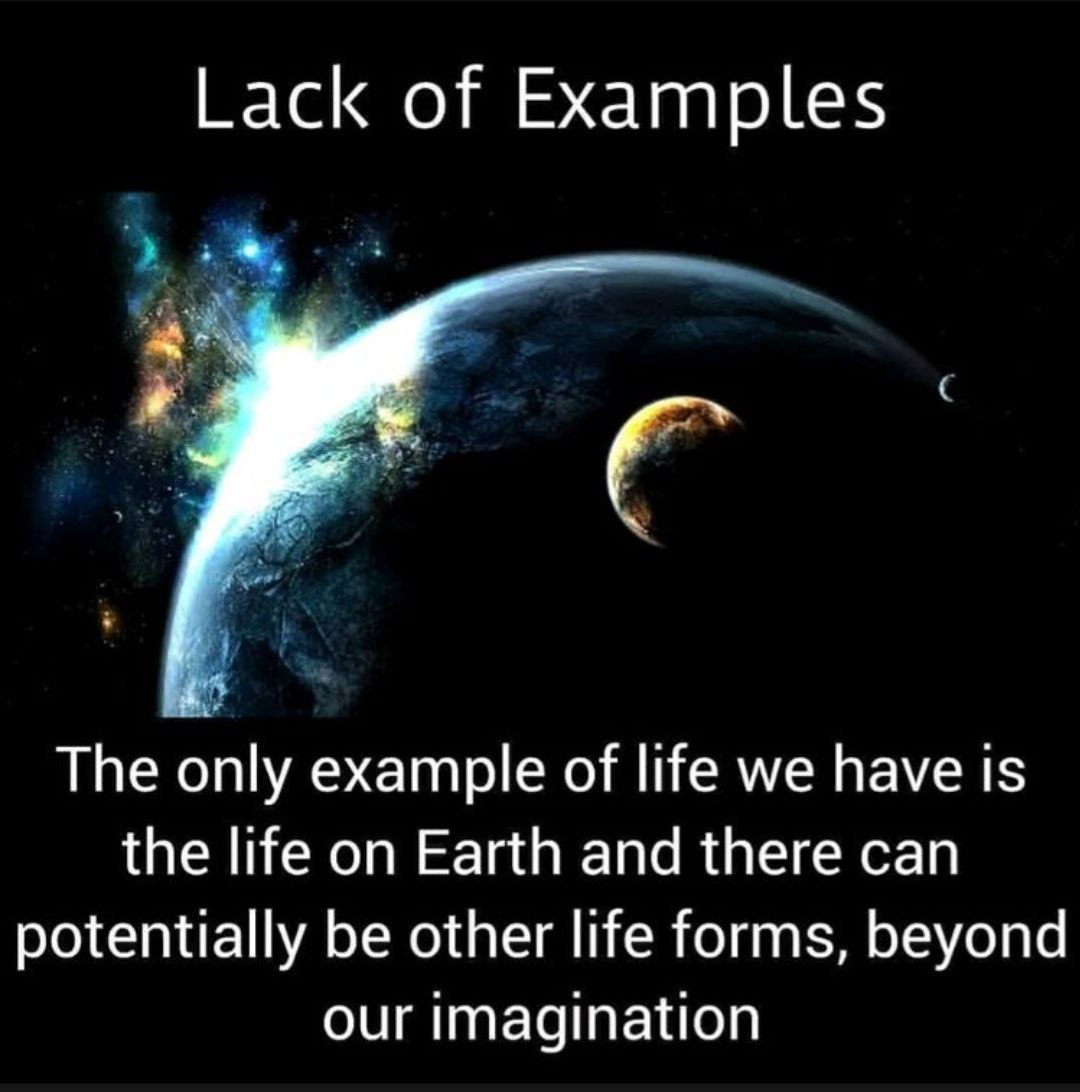 Lack of Examples
The only example of life we have is
the life on Earth and there can
potentially be other life forms, beyond
our imagination